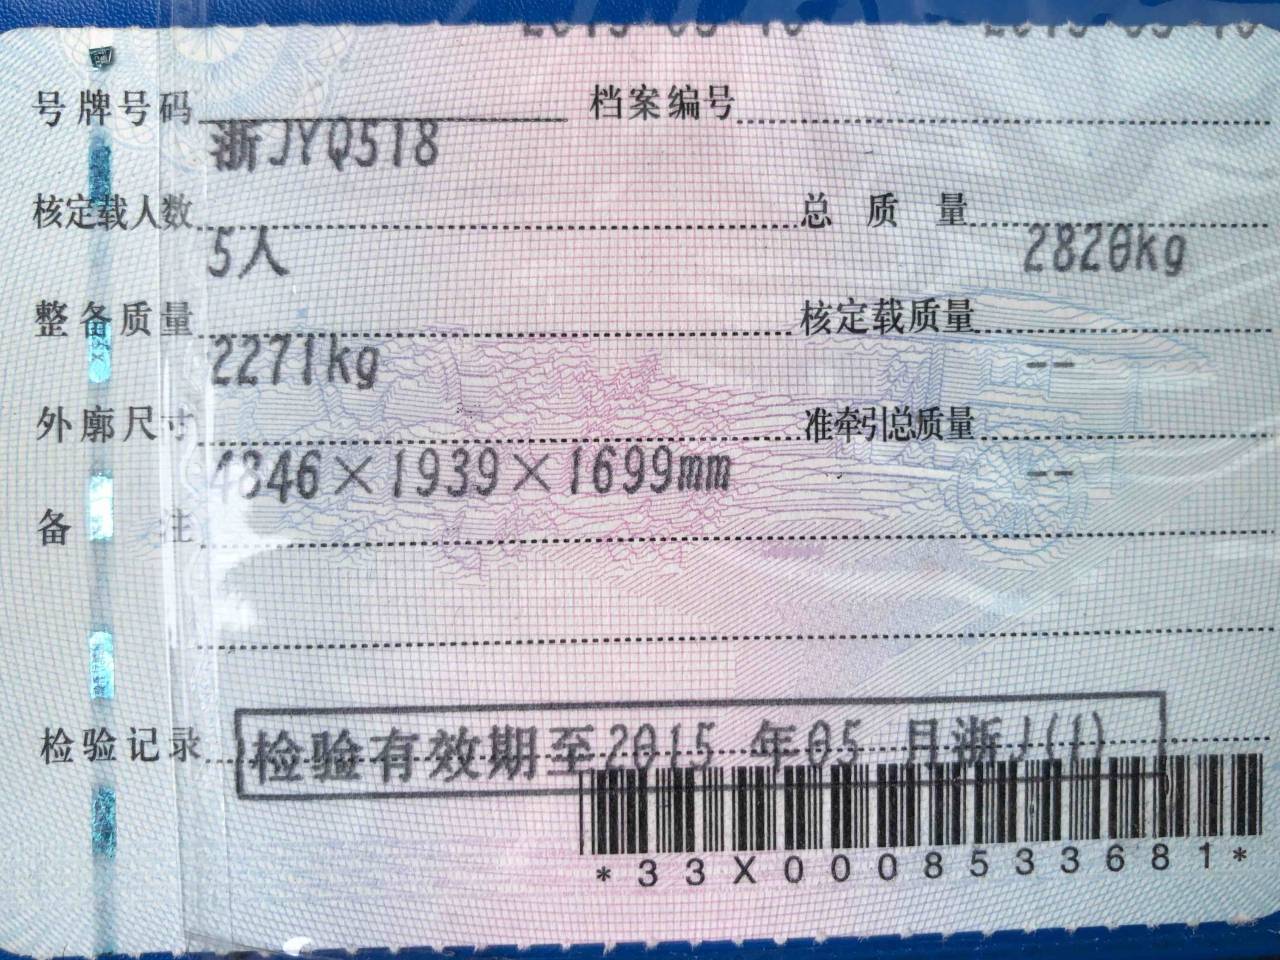 号牌号码 浙JYQ518 档案编号
核定载人数 5人 总质量 2820kg
整备质量 2271kg 核定载质量 --
外廓尺寸 4846×1939×1699mm 准牵引总质量 --
备注
检验记录 检验有效期至2015年05月浙J(1)
*33X0008533681*